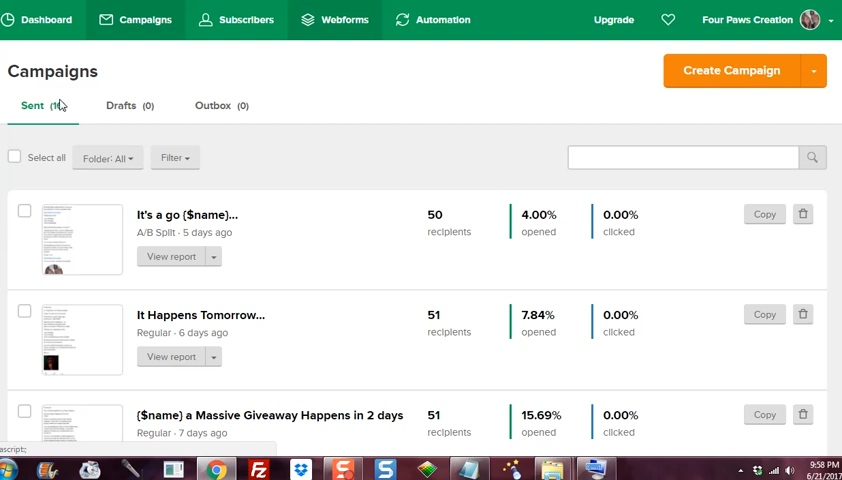 Dashboard Campaigns Subscribers Webforms Automation Upgrade Four Paws Creation
Campaigns Create Campaign
Sent Drafts (0) Outbox (0)
Select all Folder: All Filter
It's a go {$name}... 50 4.00% 0.00% Copy
A/B Split - 5 days ago recipients opened clicked
View report
It Happens Tomorrow... 51 7.84% 0.00% Copy
Regular - 6 days ago recipients opened clicked
View report
{$name} a Massive Giveaway Happens in 2 days 51 15.69% 0.00% Copy
Regular - 7 days ago recipients opened clicked
ascript:;
9:58 PM
6/21/2017